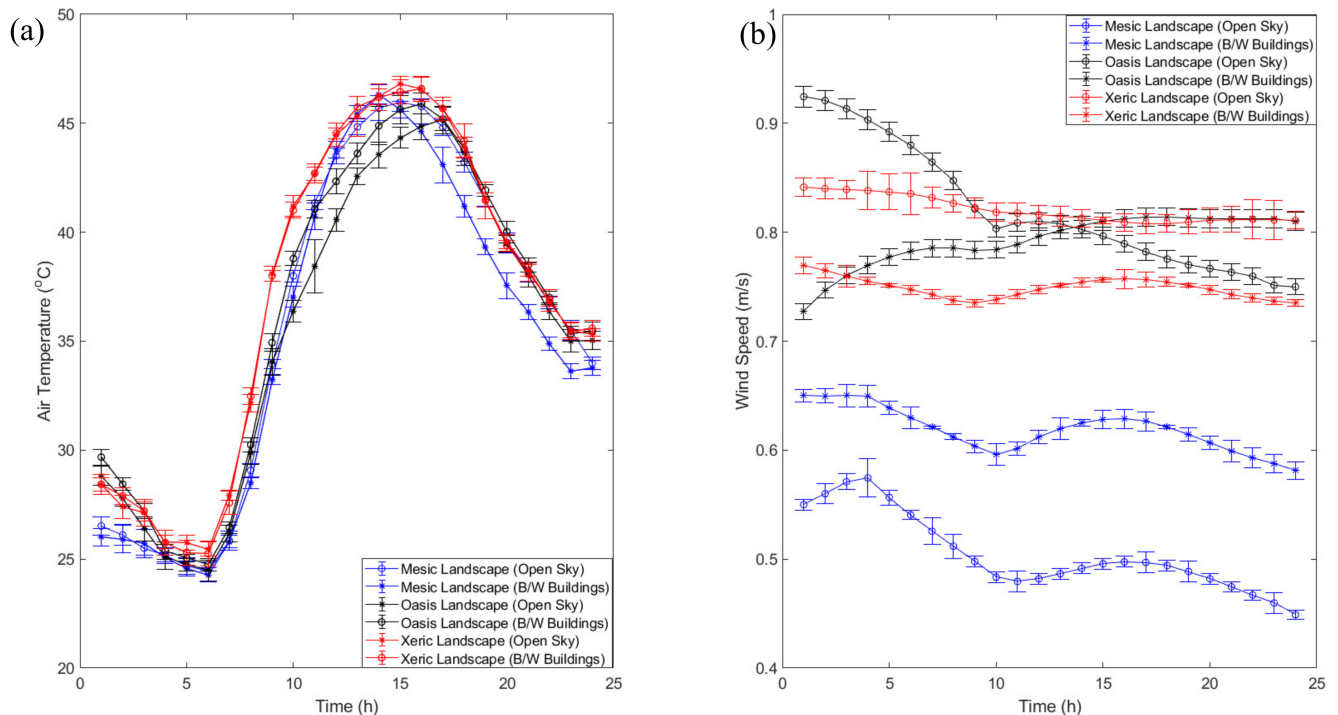 (a)
50
45
40
35
30
25
20
0
5
10
15
20
25
Air Temperature (°C)
Time (h)
Mesic Landscape (Open Sky)
Mesic Landscape (B/W Buildings)
Oasis Landscape (Open Sky)
Oasis Landscape (B/W Buildings)
Xeric Landscape (Open Sky)
Xeric Landscape (B/W Buildings)
(b)
1
0.9
0.8
0.7
0.6
0.5
0.4
0
5
10
15
20
25
Wind Speed (m/s)
Time (h)
Mesic Landscape (Open Sky)
Mesic Landscape (B/W Buildings)
Oasis Landscape (Open Sky)
Oasis Landscape (B/W Buildings)
Xeric Landscape (Open Sky)
Xeric Landscape (B/W Buildings)